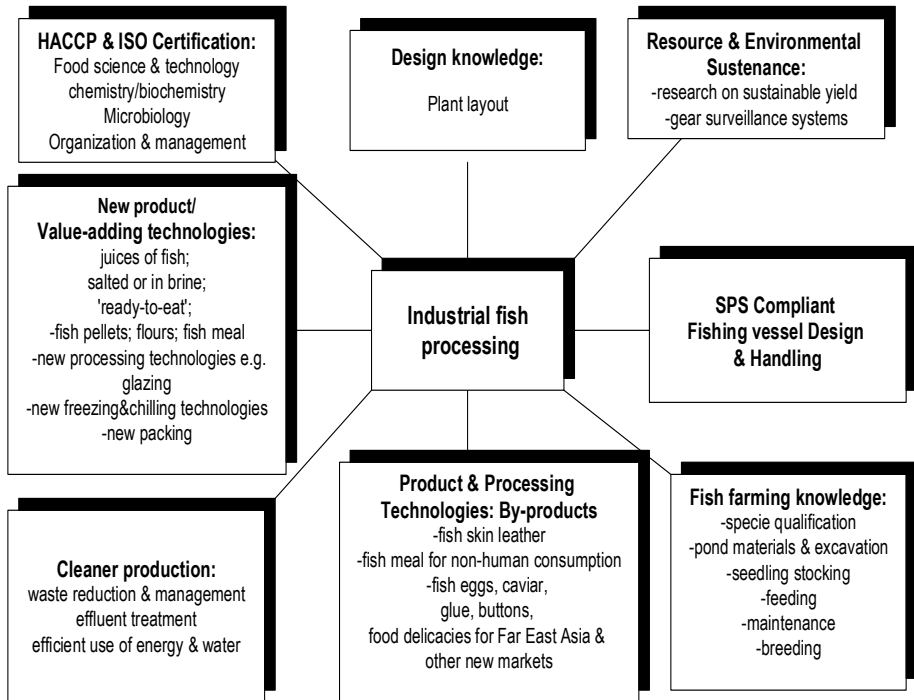 HACCP & ISO Certification:
Food science & technology
chemistry/biochemistry
Microbiology
Organization & management
Design knowledge:
Plant layout
Resource & Environmental
Sustenance:
-research on sustainable yield
-gear surveillance systems
New product/
Value-adding technologies:
juices of fish;
salted or in brine;
'ready-to-eat';
-fish pellets; flours; fish meal
-new processing technologies e.g.
glazing
-new freezing&chilling technologies
-new packing
Industrial fish
processing
SPS Compliant
Fishing vessel Design
& Handling
Cleaner production:
waste reduction & management
effluent treatment
efficient use of energy & water
Product & Processing
Technologies: By-products
-fish skin leather
-fish meal for non-human consumption
-fish eggs, caviar,
glue, buttons,
food delicacies for Far East Asia &
other new markets
Fish farming knowledge:
-specie qualification
-pond materials & excavation
-seedling stocking
-feeding
-maintenance
-breeding